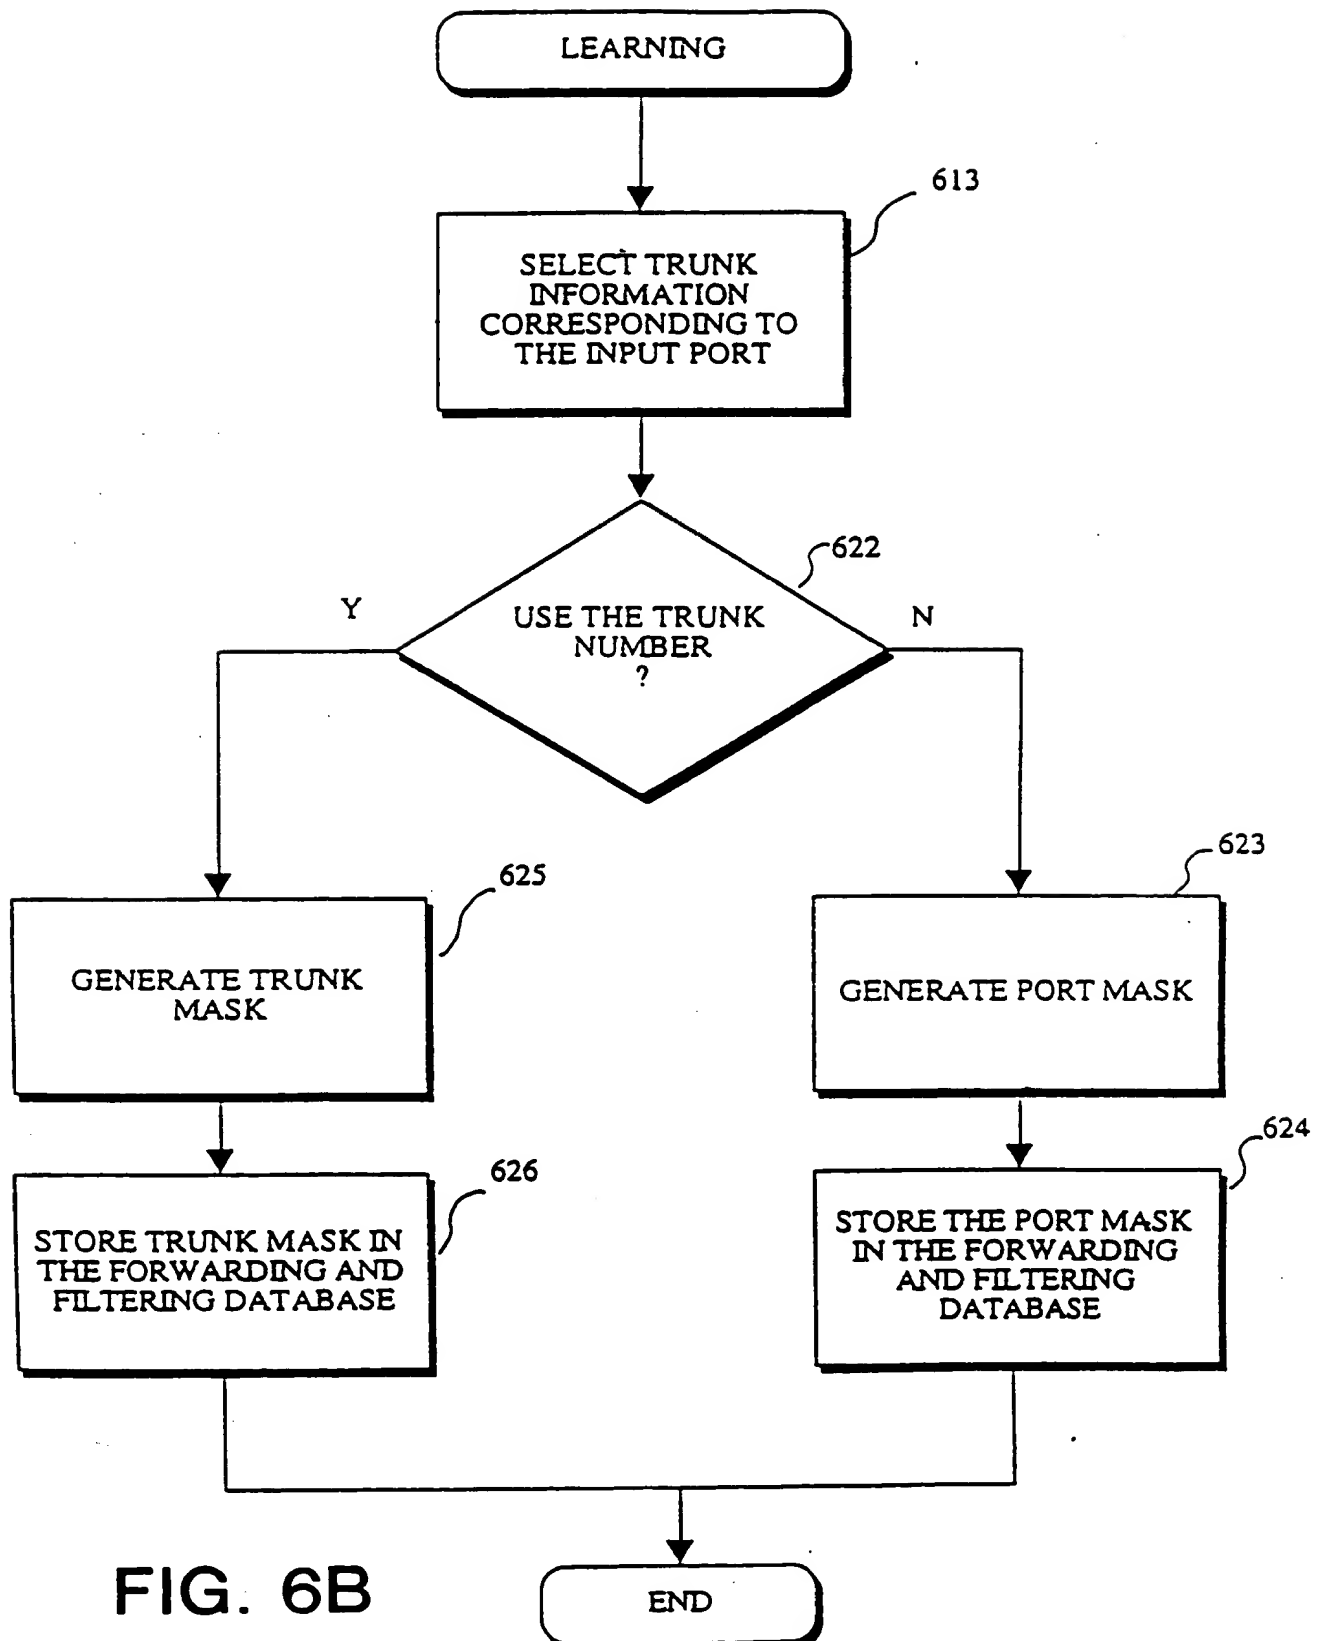 LEARNING
613
SELECT TRUNK
INFORMATION
CORRESPONDING TO
THE INPUT PORT
622
Y
USE THE TRUNK
NUMBER
?
N
625
GENERATE TRUNK
MASK
623
GENERATE PORT MASK
626
STORE TRUNK MASK IN
THE FORWARDING AND
FILTERING DATABASE
624
STORE THE PORT MASK
IN THE FORWARDING
AND FILTERING
DATABASE
FIG. 6B
END